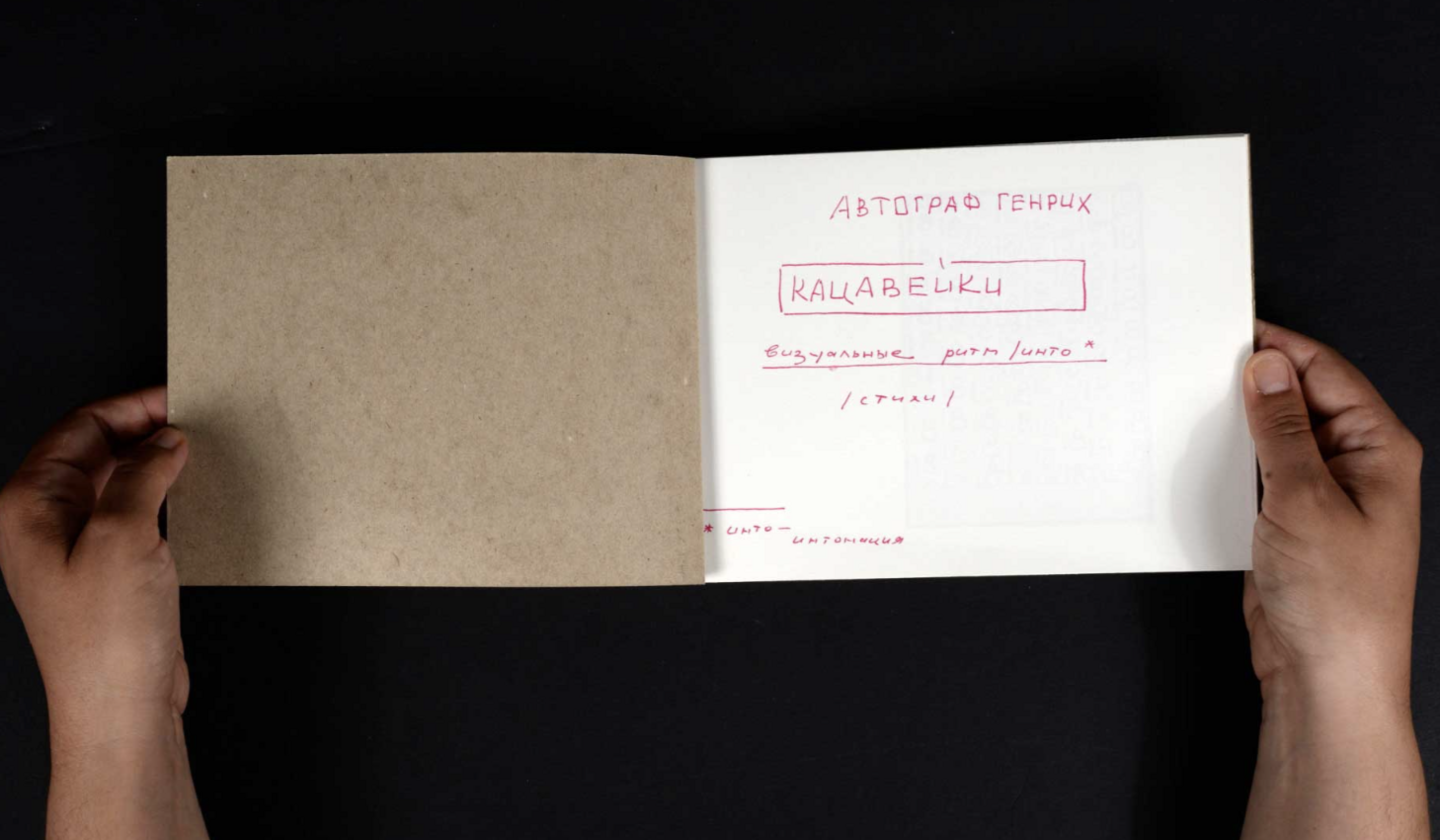 АВТОГРАФ ГЕНРИХ
КАЦАВЕЙКИ
визуальные ритм /инто *
/стихи/
* инто —
интонация